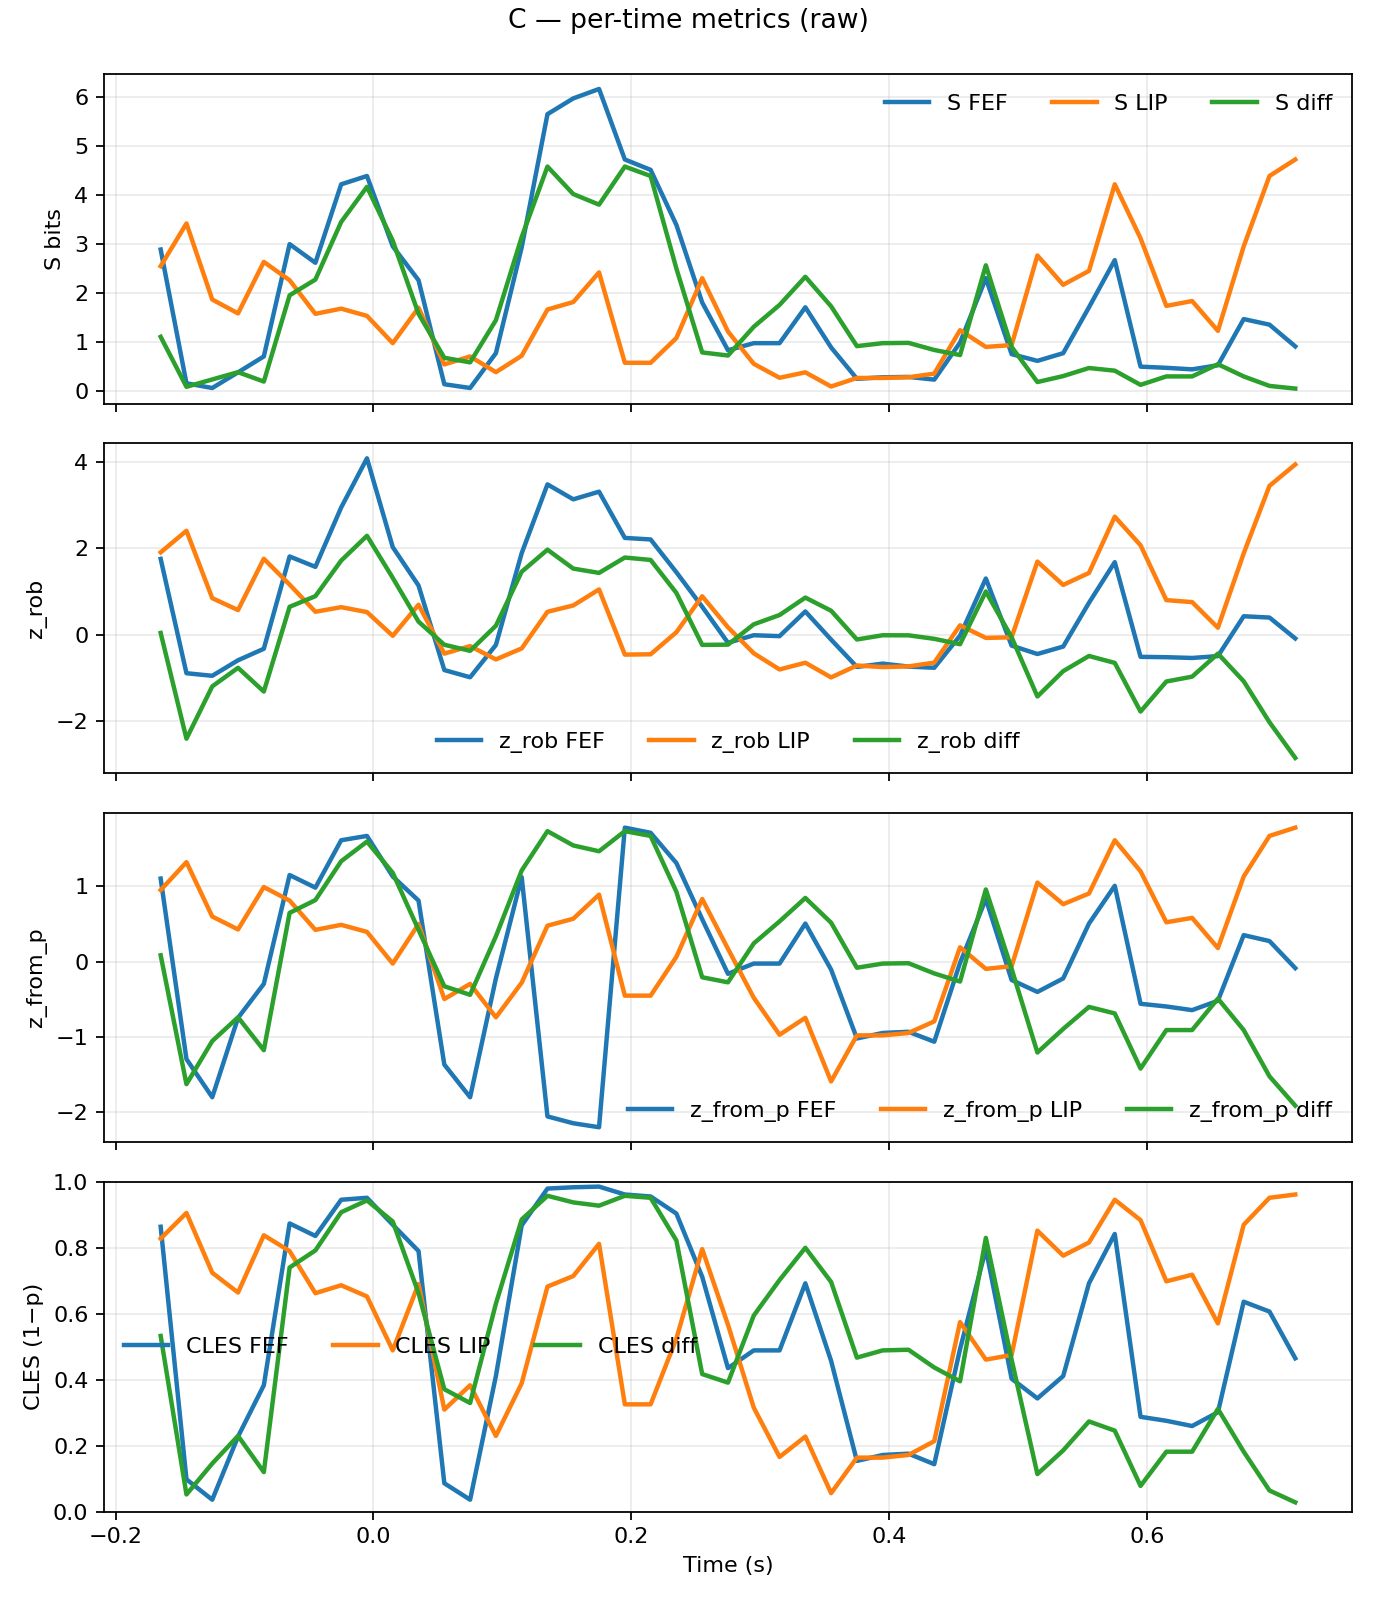 C — per-time metrics (raw)
S bits
6
5
4
3
2
1
0
S FEF S LIP S diff
z_rob
4
2
0
−2
z_rob FEF z_rob LIP z_rob diff
z_from_p
1
0
−1
−2
z_from_p FEF z_from_p LIP z_from_p diff
CLES (1−p)
1.0
0.8
0.6
0.4
0.2
0.0
CLES FEF CLES LIP CLES diff
−0.2 0.0 0.2 0.4 0.6
Time (s)